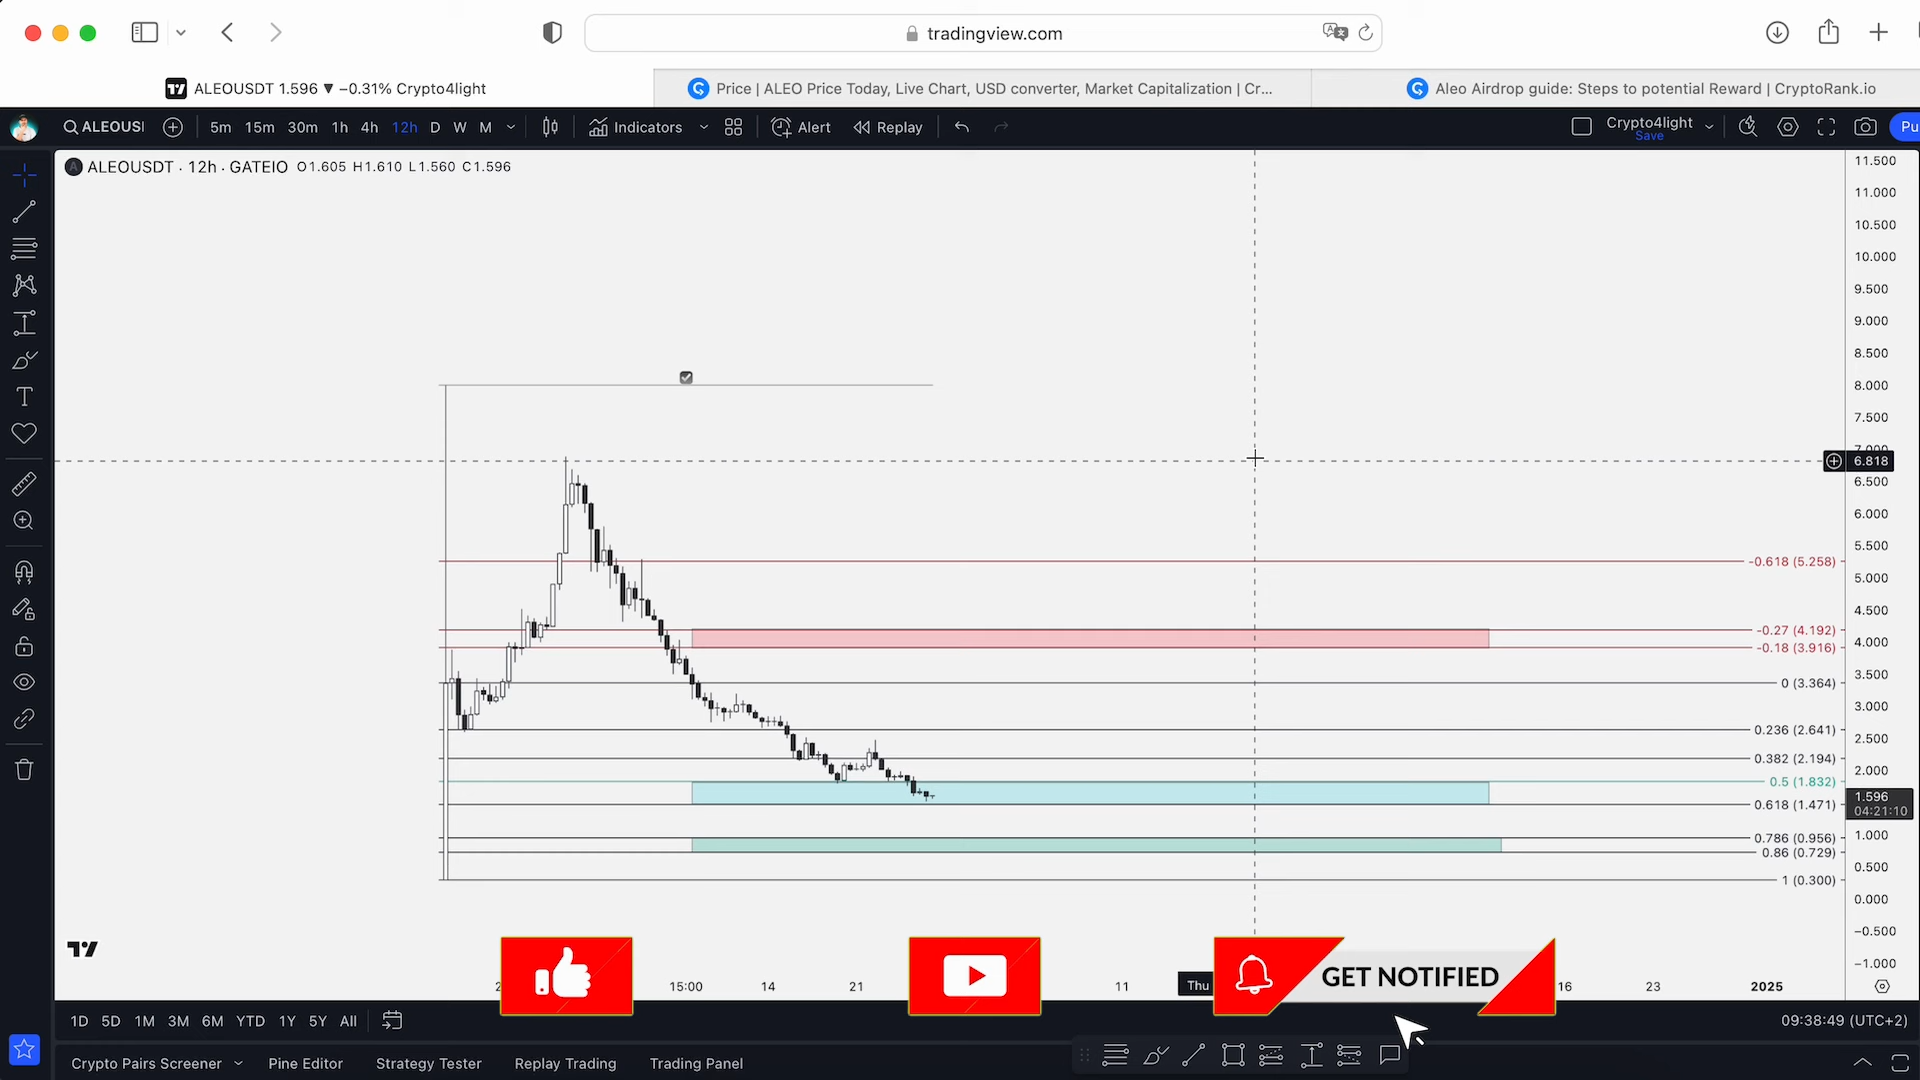 tradingview.com
ALEOUSDT 1.596 ▼ −0.31% Crypto4light
Price | ALEO Price Today, Live Chart, USD converter, Market Capitalization | Cr...
Aleo Airdrop guide: Steps to potential Reward | CryptoRank.io
ALEOUS
5m 15m 30m 1h 4h 12h D W M
Indicators
Alert
Replay
Crypto4light
Save
Pu
ALEOUSDT · 12h · GATEIO O1.605 H1.610 L1.560 C1.596
11.500
11.000
10.500
10.000
9.500
9.000
8.500
8.000
7.500
7.000
6.818
6.500
6.000
5.500
-0.618 (5.258)
5.000
4.500
-0.27 (4.192)
4.000
-0.18 (3.916)
3.500
0 (3.364)
3.000
0.236 (2.641)
2.500
0.382 (2.194)
2.000
0.5 (1.832)
1.596
04:21:10
0.618 (1.471)
1.000
0.786 (0.956)
0.86 (0.729)
0.500
1 (0.300)
0.000
-0.500
-1.000
GET NOTIFIED
15:00 14 21 11 Thu 16 23 2025
1D 5D 1M 3M 6M YTD 1Y 5Y All
09:38:49 (UTC+2)
Crypto Pairs Screener Pine Editor Strategy Tester Replay Trading Trading Panel